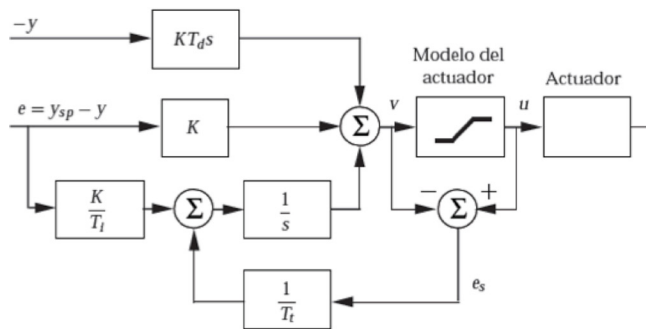 −y
KT_d s
Modelo del
actuador
Actuador
e = y_sp − y
K
Σ
v
u
K
T_i
Σ
1
s
−
Σ
+
1
T_t
e_s